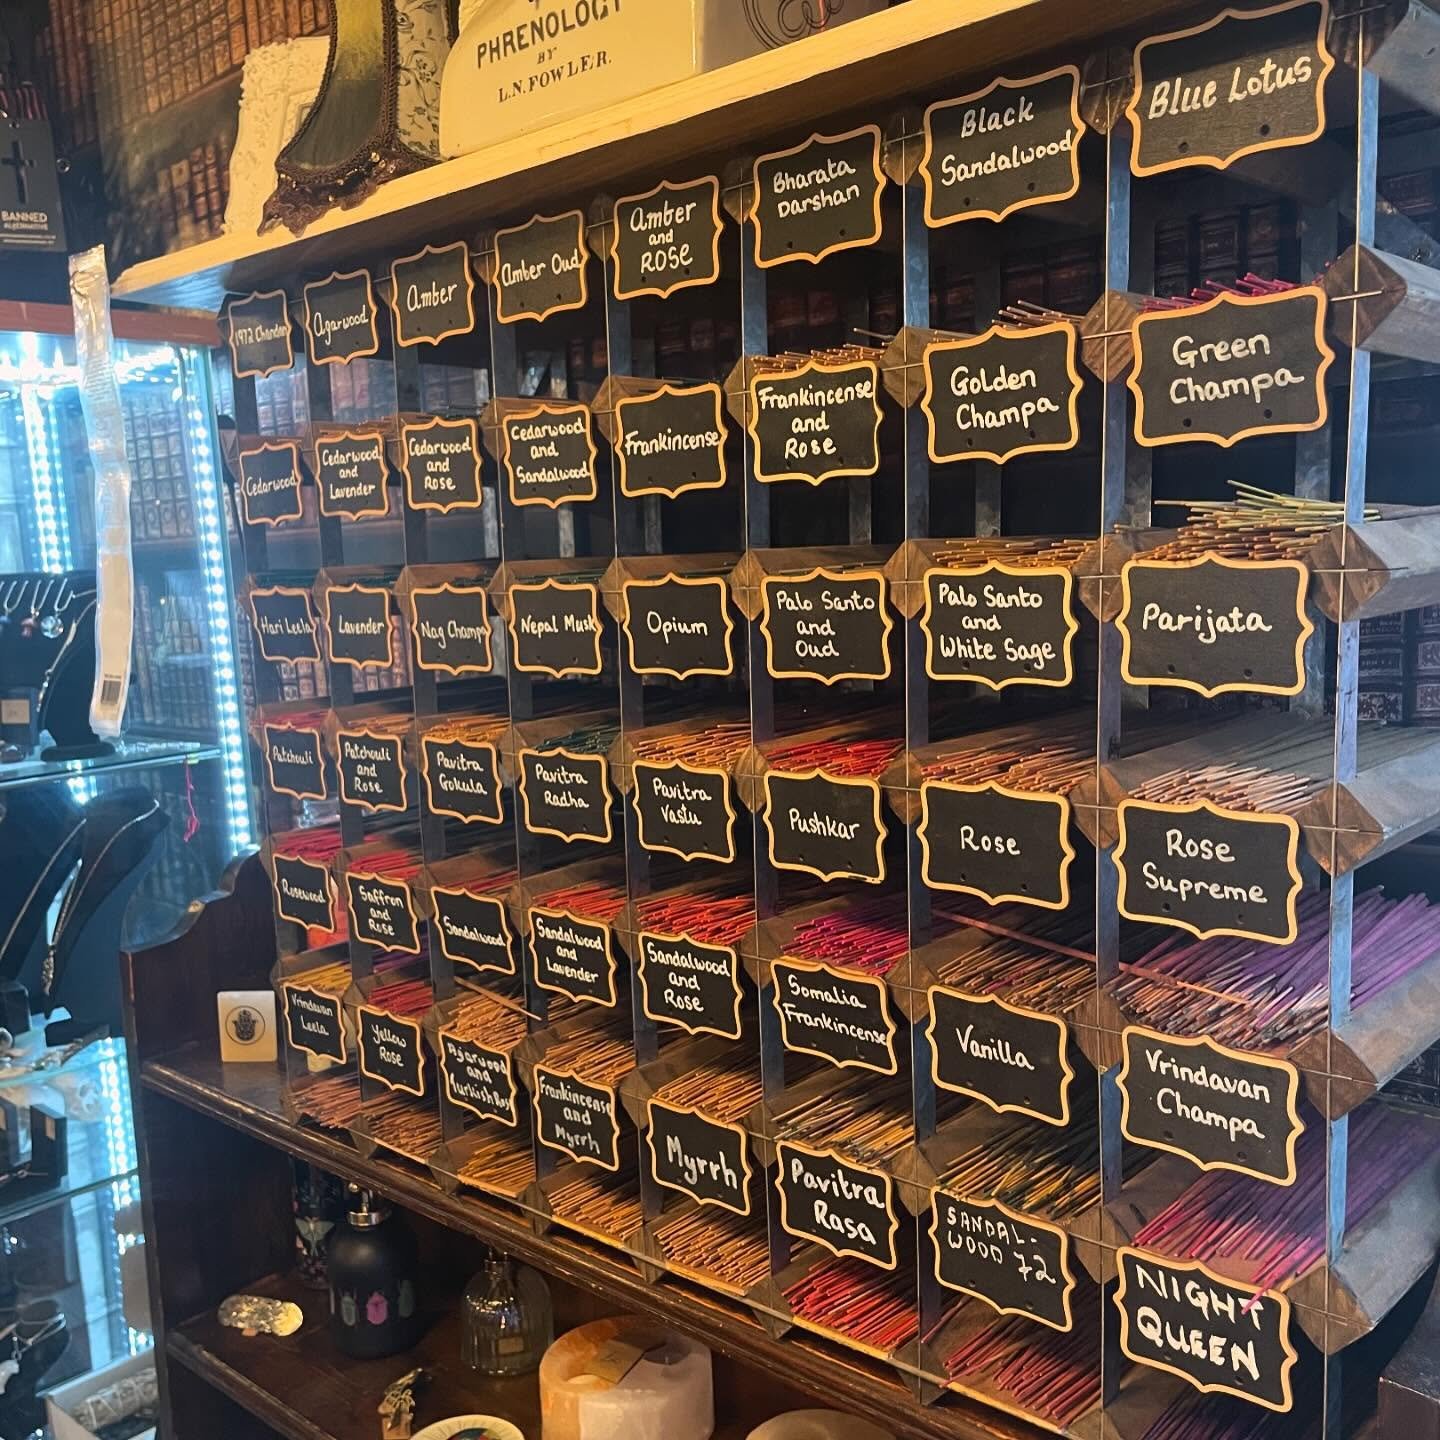 PHRENOLOGY
BY
L.N. FOWLER.
BANNED
1972 Chandan
Agarwood
Amber
Amber Oud
Amber
and
Rose
Bharata
Darshan
Black
Sandalwood
Blue Lotus
Cedarwood
Cedarwood
and
Lavender
Cedarwood
and
Rose
Cedarwood
and
Sandalwood
Frankincense
Frankincense
and
Rose
Golden
Champa
Green
Champa
Hari Leela
Lavender
Nag Champa
Nepal Musk
Opium
Palo Santo
and
Oud
Palo Santo
and
White Sage
Parijata
Patchouli
Patchouli
and
Rose
Pavitra
Gokula
Pavitra
Radha
Pavitra
Vastu
Pushkar
Rose
Rose
Supreme
Rosewood
Saffron
and
Rose
Sandalwood
Sandalwood
and
Lavender
Sandalwood
and
Rose
Somalia
Frankincense
Vanilla
Vrindavan
Champa
Vrindavan
Leela
Yellow
Rose
Agarwood
and
Turkish Rose
Frankincense
and
Myrrh
Myrrh
Pavitra
Rasa
SANDAL-
WOOD 72
NIGHT
QUEEN